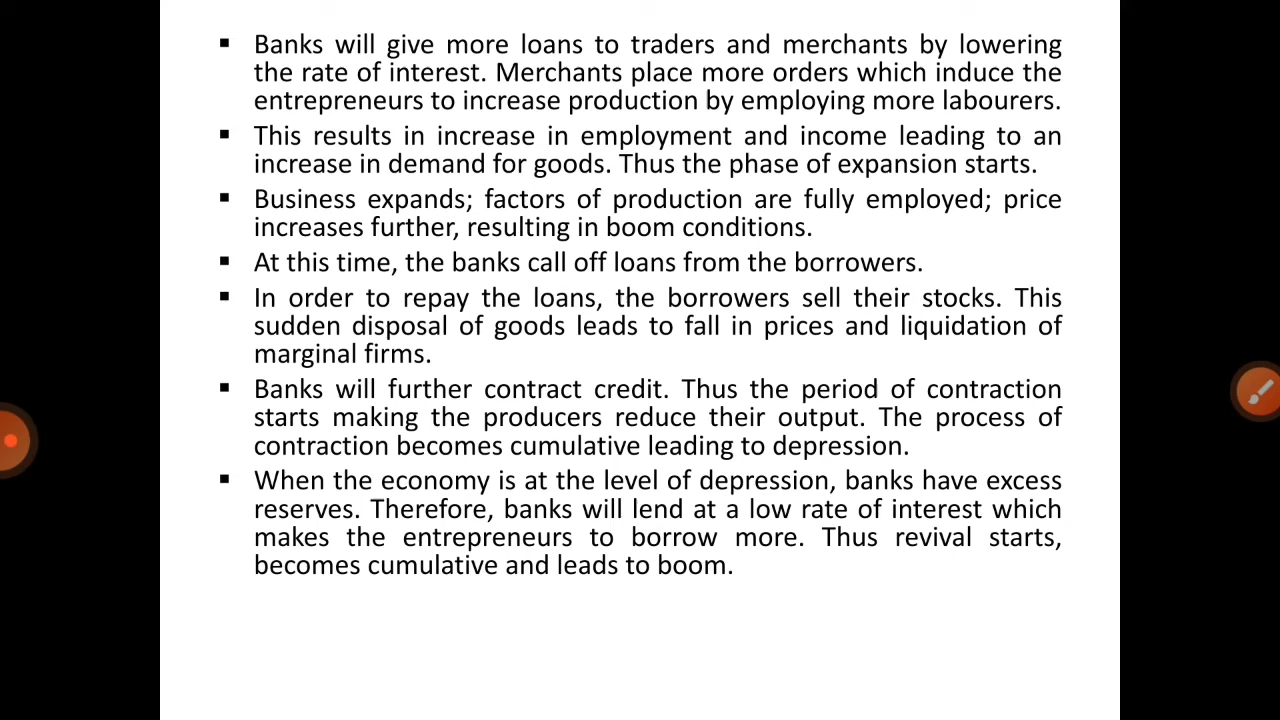 ▪ Banks will give more loans to traders and merchants by lowering
the rate of interest. Merchants place more orders which induce the
entrepreneurs to increase production by employing more labourers.
▪ This results in increase in employment and income leading to an
increase in demand for goods. Thus the phase of expansion starts.
▪ Business expands; factors of production are fully employed; price
increases further, resulting in boom conditions.
▪ At this time, the banks call off loans from the borrowers.
▪ In order to repay the loans, the borrowers sell their stocks. This
sudden disposal of goods leads to fall in prices and liquidation of
marginal firms.
▪ Banks will further contract credit. Thus the period of contraction
starts making the producers reduce their output. The process of
contraction becomes cumulative leading to depression.
▪ When the economy is at the level of depression, banks have excess
reserves. Therefore, banks will lend at a low rate of interest which
makes the entrepreneurs to borrow more. Thus revival starts,
becomes cumulative and leads to boom.